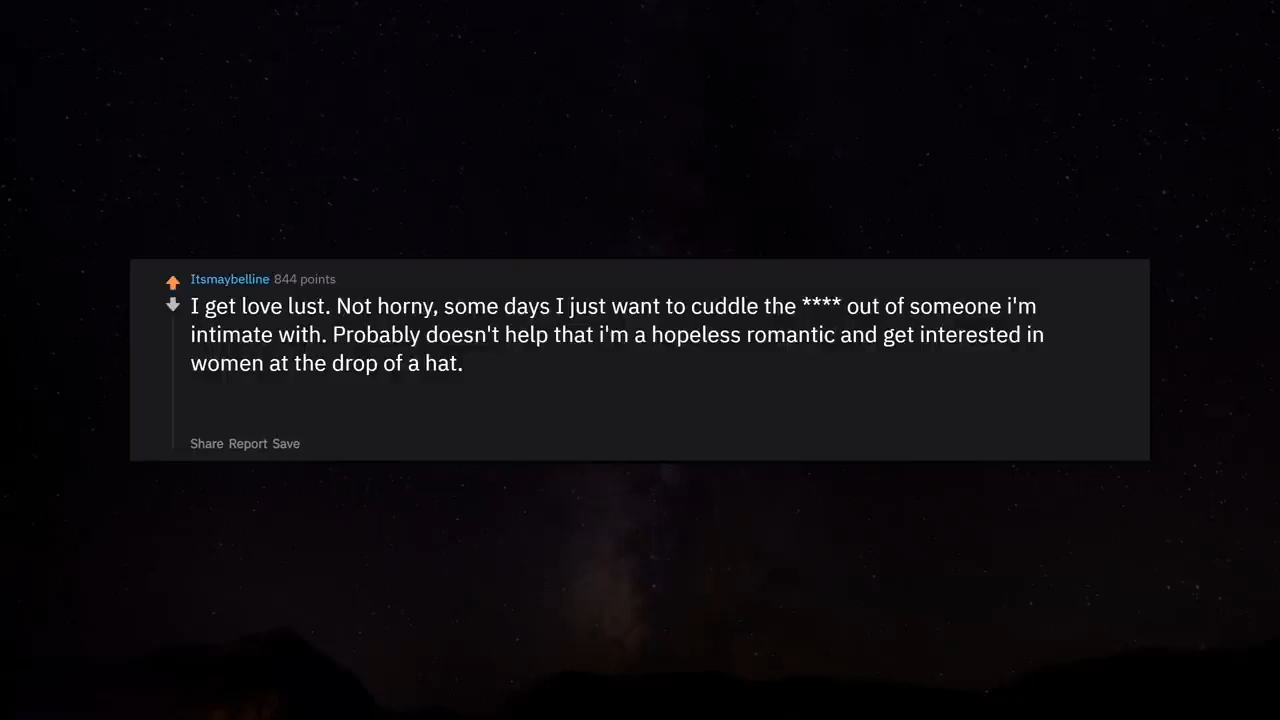 Itsmaybelline 844 points
I get love lust. Not horny, some days I just want to cuddle the **** out of someone i'm
intimate with. Probably doesn't help that i'm a hopeless romantic and get interested in
women at the drop of a hat.
Share Report Save